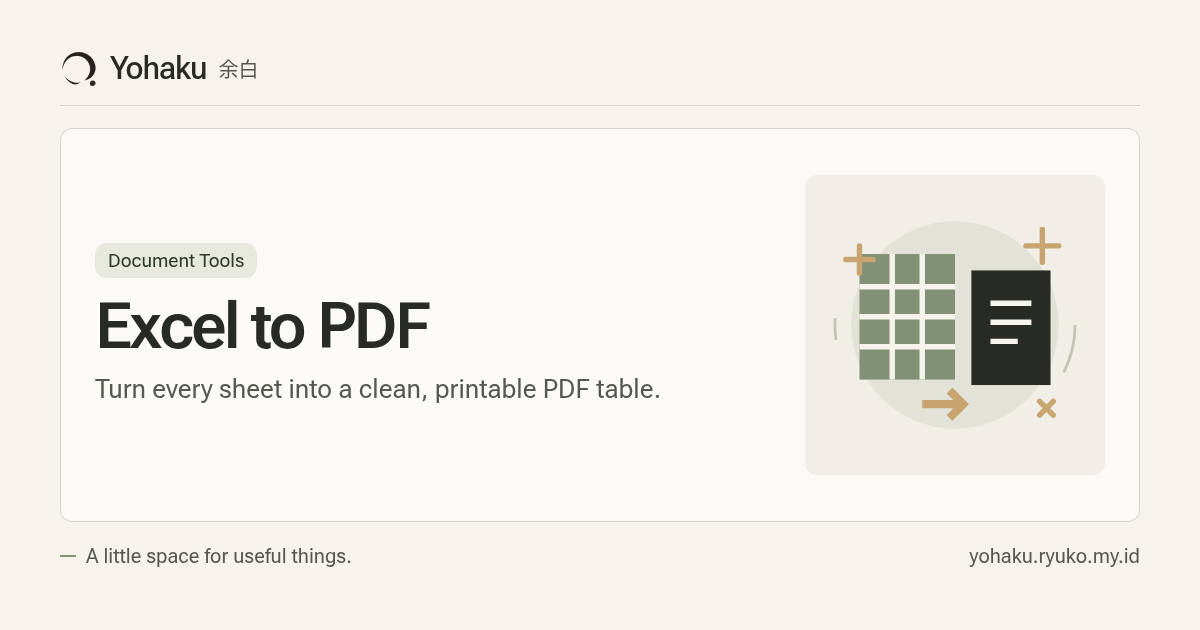 Yohaku 余白
Document Tools
Excel to PDF
Turn every sheet into a clean, printable PDF table.
— A little space for useful things.
yohaku.ryuko.my.id